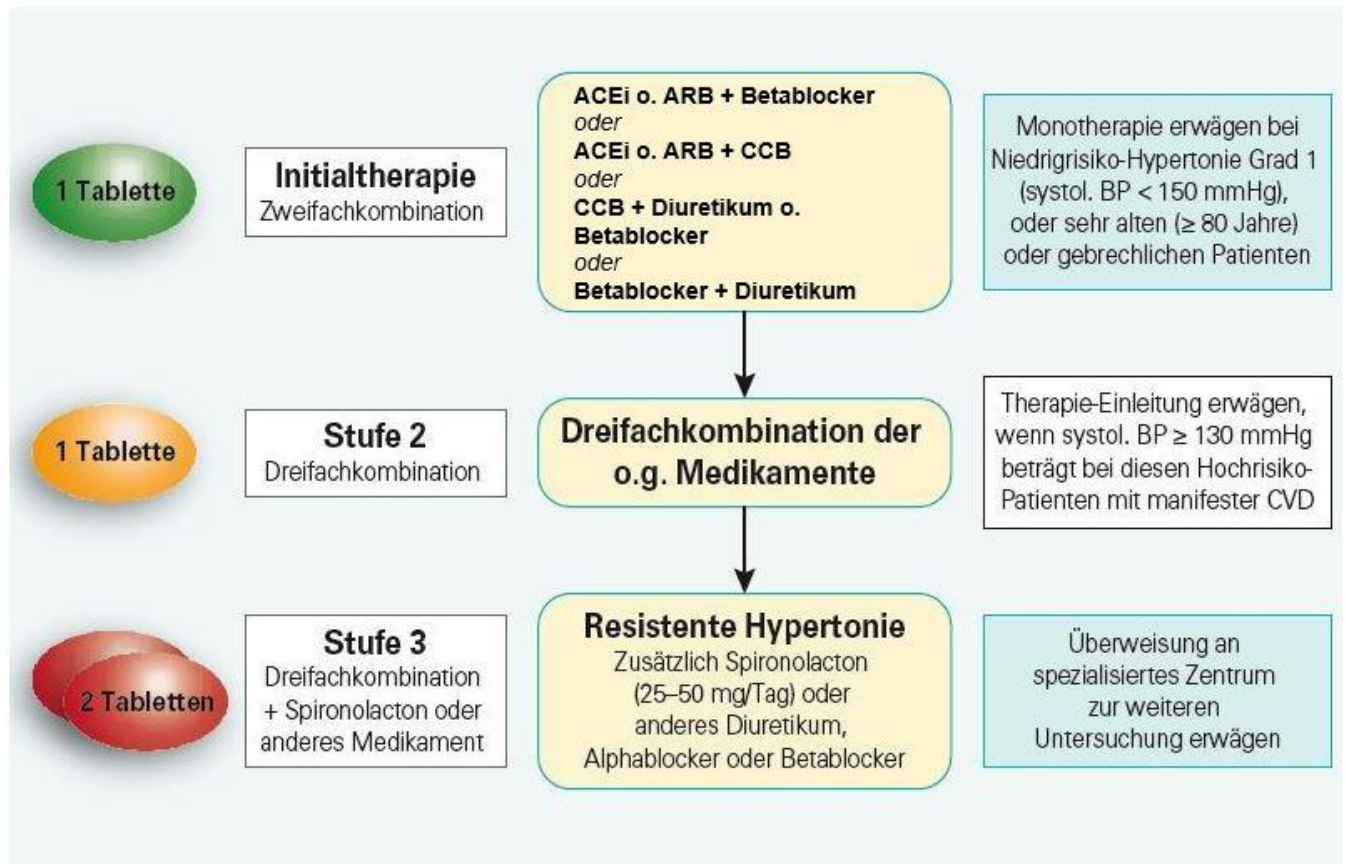 1 Tablette
Initialtherapie
Zweifachkombination
ACEi o. ARB + Betablocker
oder
ACEi o. ARB + CCB
oder
CCB + Diuretikum o.
Betablocker
oder
Betablocker + Diuretikum
Monotherapie erwägen bei
Niedrigrisiko-Hypertonie Grad 1
(systol. BP < 150 mmHg),
oder sehr alten (≥ 80 Jahre)
oder gebrechlichen Patienten
1 Tablette
Stufe 2
Dreifachkombination
Dreifachkombination der
o.g. Medikamente
Therapie-Einleitung erwägen,
wenn systol. BP ≥ 130 mmHg
beträgt bei diesen Hochrisiko-
Patienten mit manifester CVD
2 Tabletten
Stufe 3
Dreifachkombination
+ Spironolacton oder
anderes Medikament
Resistente Hypertonie
Zusätzlich Spironolacton
(25–50 mg/Tag) oder
anderes Diuretikum,
Alphablocker oder Betablocker
Überweisung an
spezialisiertes Zentrum
zur weiteren
Untersuchung erwägen